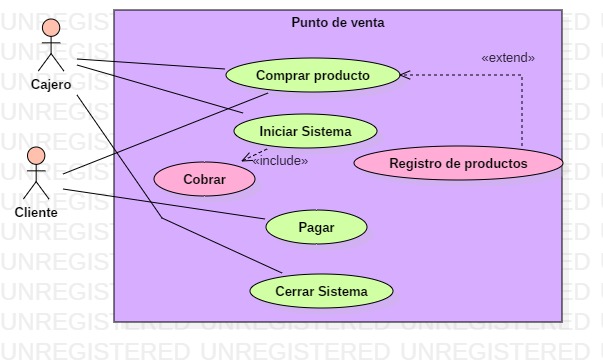 Punto de venta
«extend»
Cajero
Comprar producto
Iniciar Sistema
«include»
Registro de productos
Cobrar
Cliente
Pagar
Cerrar Sistema
UNREGISTERED UNREGISTERED